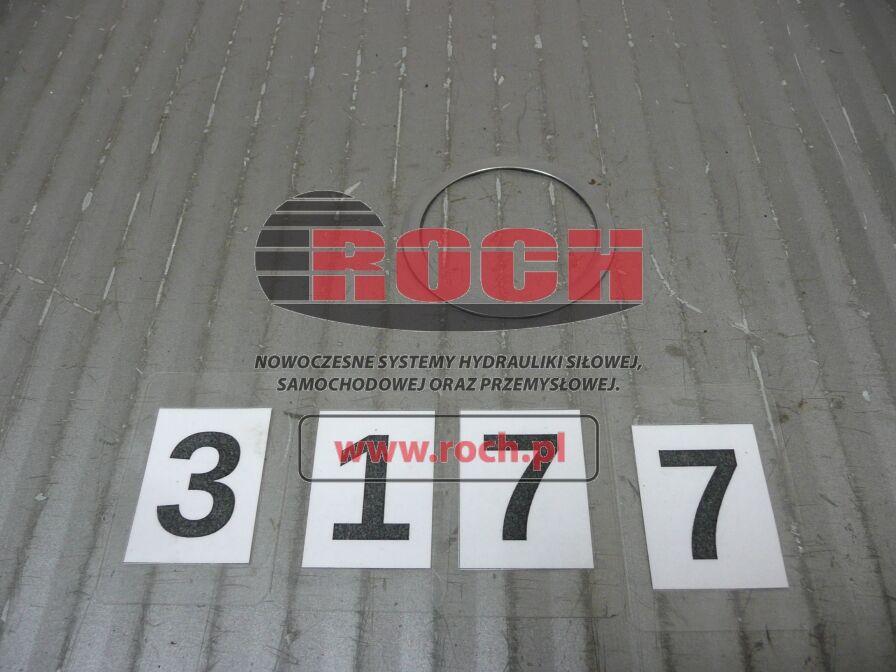 ROCH
NOWOCZESNE SYSTEMY HYDRAULIKI SIŁOWEJ,
SAMOCHODOWEJ ORAZ PRZEMYSŁOWEJ.
www.roch.pl
3 1 7 7